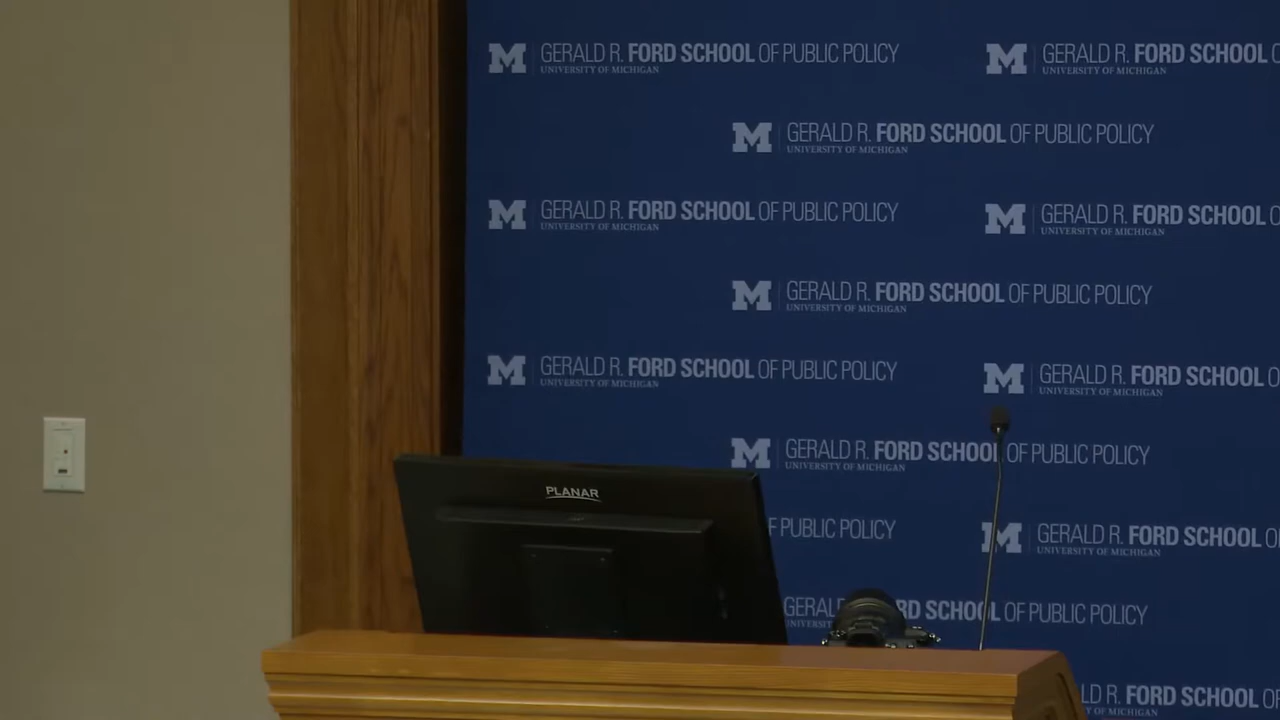 M GERALD R. FORD SCHOOL OF PUBLIC POLICY
UNIVERSITY OF MICHIGAN
M GERALD R. FORD SCHOOL
UNIVERSITY OF MICHIGAN
M GERALD R. FORD SCHOOL OF PUBLIC POLICY
UNIVERSITY OF MICHIGAN
M GERALD R. FORD SCHOOL OF PUBLIC POLICY
UNIVERSITY OF MICHIGAN
M GERALD R. FORD SCHOOL
UNIVERSITY OF MICHIGAN
M GERALD R. FORD SCHOOL OF PUBLIC POLICY
UNIVERSITY OF MICHIGAN
M GERALD R. FORD SCHOOL OF PUBLIC POLICY
UNIVERSITY OF MICHIGAN
M GERALD R. FORD SCHOOL O
UNIVERSITY OF MICHIGAN
M GERALD R. FORD SCHOOL OF PUBLIC POLICY
UNIVERSITY OF MICHIGAN
PLANAR
F PUBLIC POLICY
M GERALD R. FORD SCHOOL O
UNIVERSITY OF MICHIGAN
GERAL RD SCHOOL OF PUBLIC POLICY
LD R. FORD SCHOOL OF
OF MICHIGAN